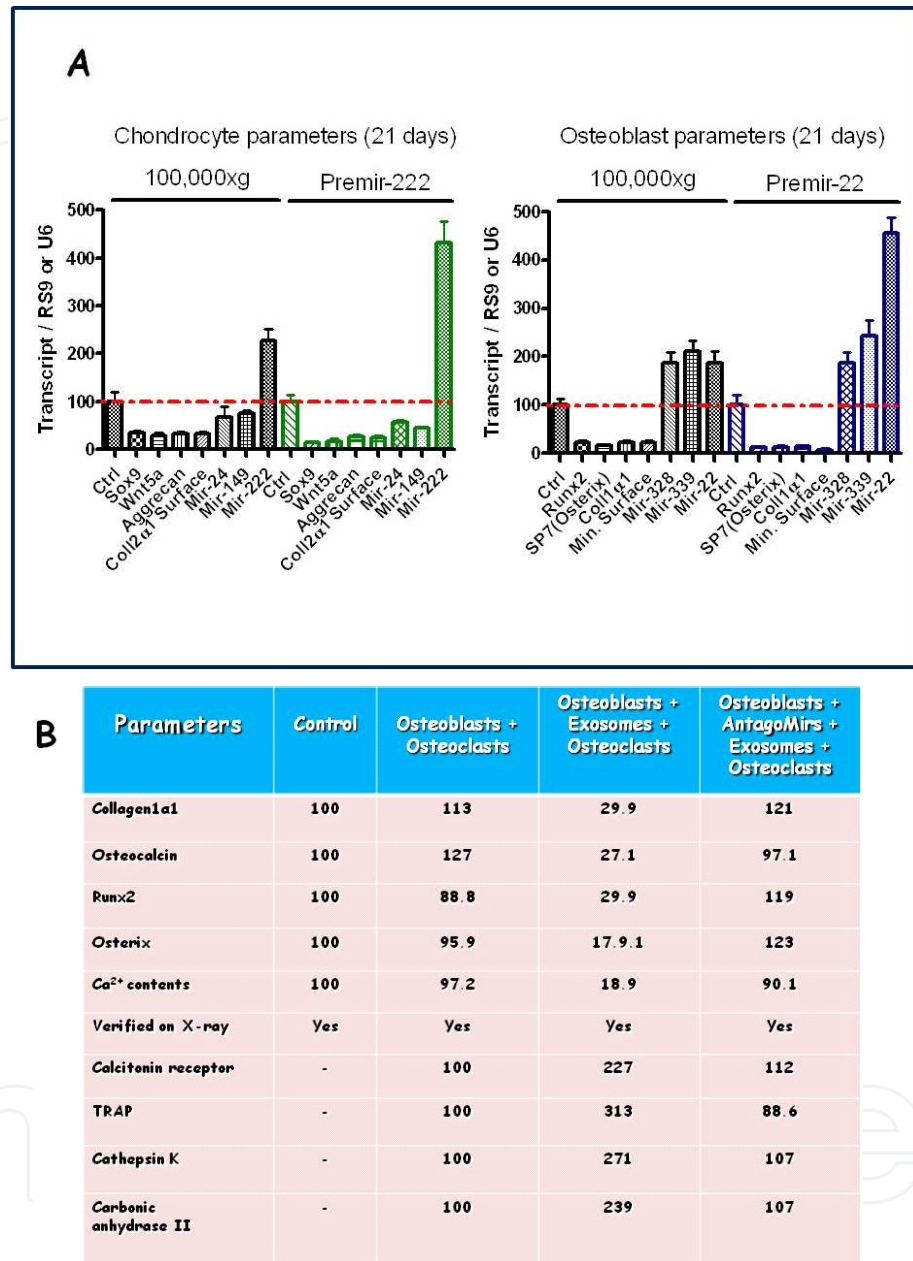 A
Chondrocyte parameters (21 days)
100,000xg
Premir-222
Transcript / RS9 or U6
500
400
300
200
100
0
Ctrl
Sox9
Wnt5a
Aggrecan
Coll2α1 Surface
Mir-24
Mir-149
Mir-222
Ctrl
Sox9
Wnt5a
Aggrecan
Coll2α1 Surface
Mir-24
Mir-149
Mir-222
Osteoblast parameters (21 days)
100,000xg
Premir-22
Transcript / RS9 or U6
500
400
300
200
100
0
Ctrl
Runx2
SP7(Osterix)
Coll1α1
Min. Surface
Mir-328
Mir-339
Mir-22
Ctrl
Runx2
SP7(Osterix)
Coll1α1
Min. Surface
Mir-328
Mir-339
Mir-22
B
Parameters Control Osteoblasts + Osteoclasts Osteoblasts + Exosomes + Osteoclasts Osteoblasts + AntagoMirs + Exosomes + Osteoclasts
Collagen1a1 100 113 29.9 121
Osteocalcin 100 127 27.1 97.1
Runx2 100 88.8 29.9 119
Osterix 100 95.9 17.9.1 123
Ca²⁺ contents 100 97.2 18.9 90.1
Verified on X-ray Yes Yes Yes Yes
Calcitonin receptor - 100 227 112
TRAP - 100 313 88.6
Cathepsin K - 100 271 107
Carbonic anhydrase II - 100 239 107